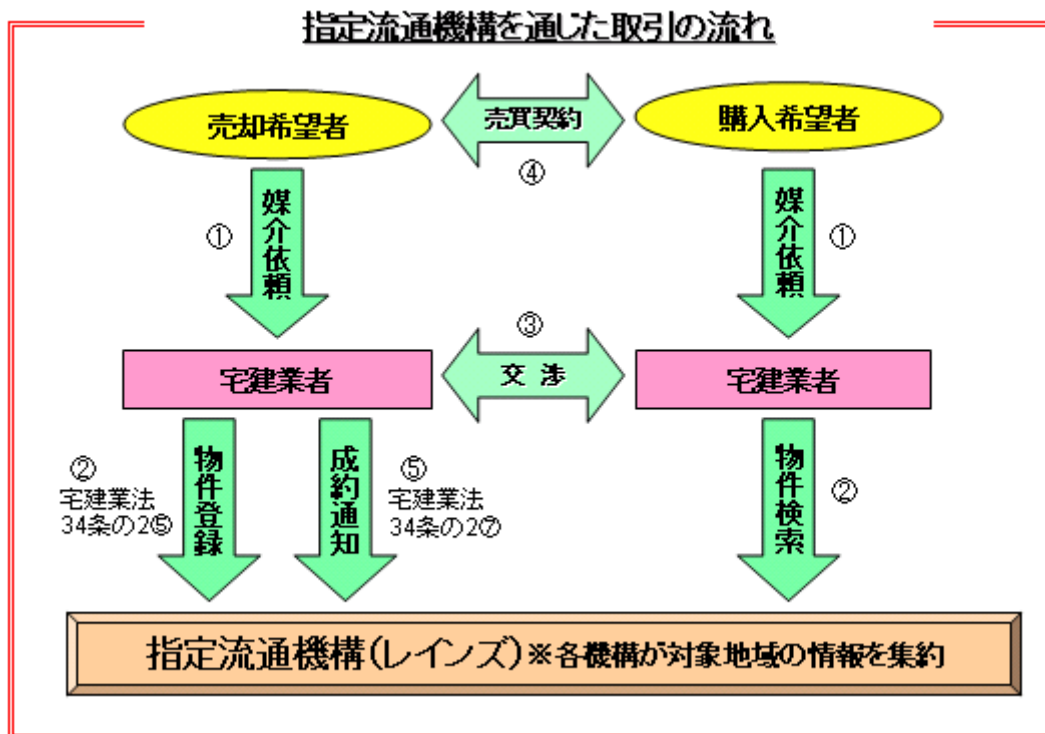 指定流通機構を通した取引の流れ
売却希望者
売買契約
購入希望者
④
①
媒介依頼
媒介依頼
①
③
宅建業者
交渉
宅建業者
②
宅建業法
34条の2⑤
物件登録
成約通知
⑤
宅建業法
34条の2⑦
物件検索
②
指定流通機構(レインズ)※各機構が対象地域の情報を集約